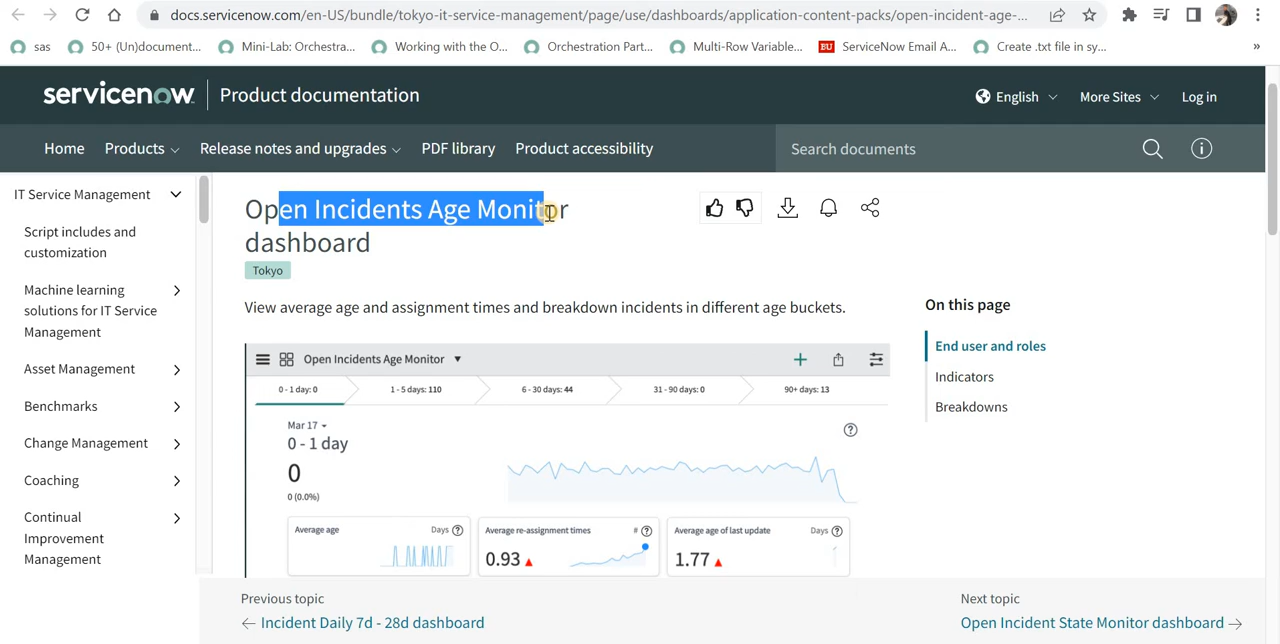 docs.servicenow.com/en-US/bundle/tokyo-it-service-management/page/use/dashboards/application-content-packs/open-incident-age-...
sas
50+ (Un)document...
Mini-Lab: Orchestra...
Working with the O...
Orchestration Part...
Multi-Row Variable...
BU ServiceNow Email A...
Create .txt file in sy...
»
servicenow Product documentation
English
More Sites
Log in
Home
Products
Release notes and upgrades
PDF library
Product accessibility
Search documents
IT Service Management
Script includes and
customization
Machine learning
solutions for IT Service
Management
Asset Management
Benchmarks
Change Management
Coaching
Continual
Improvement
Management
Open Incidents Age Monitor
dashboard
Tokyo
View average age and assignment times and breakdown incidents in different age buckets.
Open Incidents Age Monitor
0 - 1 day: 0
1 - 5 days: 110
6 - 30 days: 44
31 - 90 days: 0
90+ days: 13
Mar 17
0 - 1 day
0
0 (0.0%)
Average age Days
Average re-assignment times #
0.93
Average age of last update Days
1.77
On this page
End user and roles
Indicators
Breakdowns
Previous topic
← Incident Daily 7d - 28d dashboard
Next topic
Open Incident State Monitor dashboard →